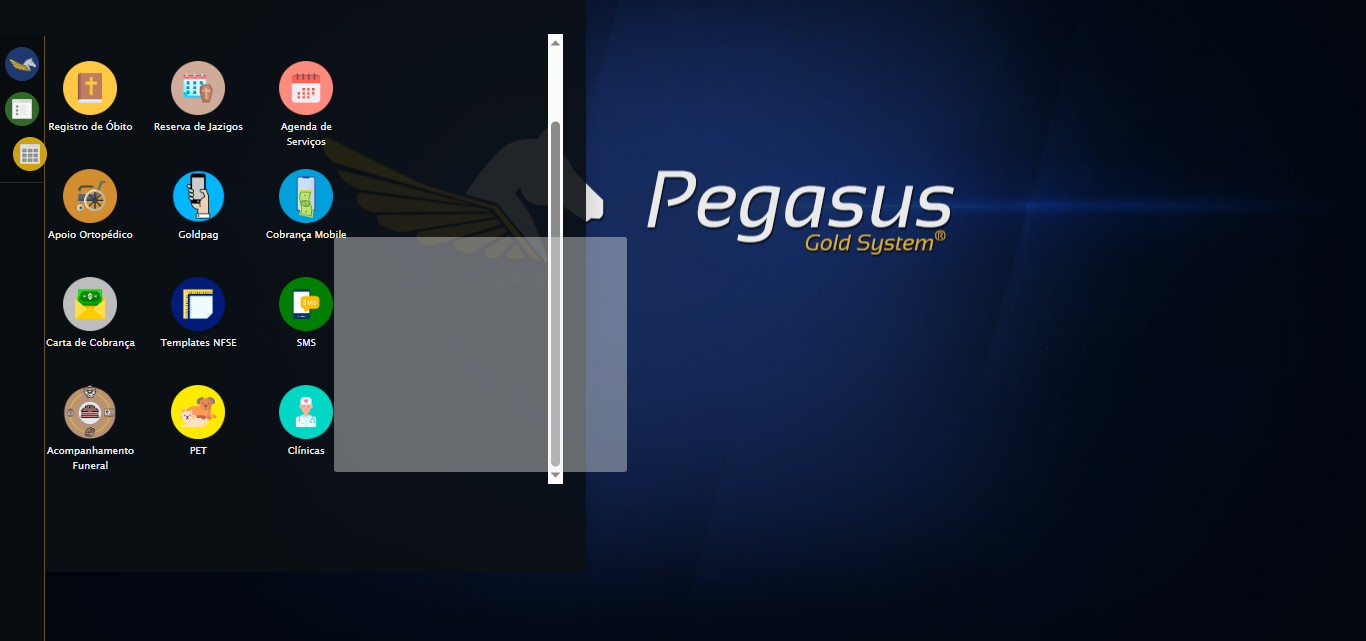 Registro de Óbito
Reserva de Jazigos
Agenda de
Serviços
Apoio Ortopédico
Goldpag
Cobrança Mobile
Carta de Cobrança
Templates NFSE
SMS
SMS
Acompanhamento
Funeral
PET
Clínicas
Pegasus
Gold System®